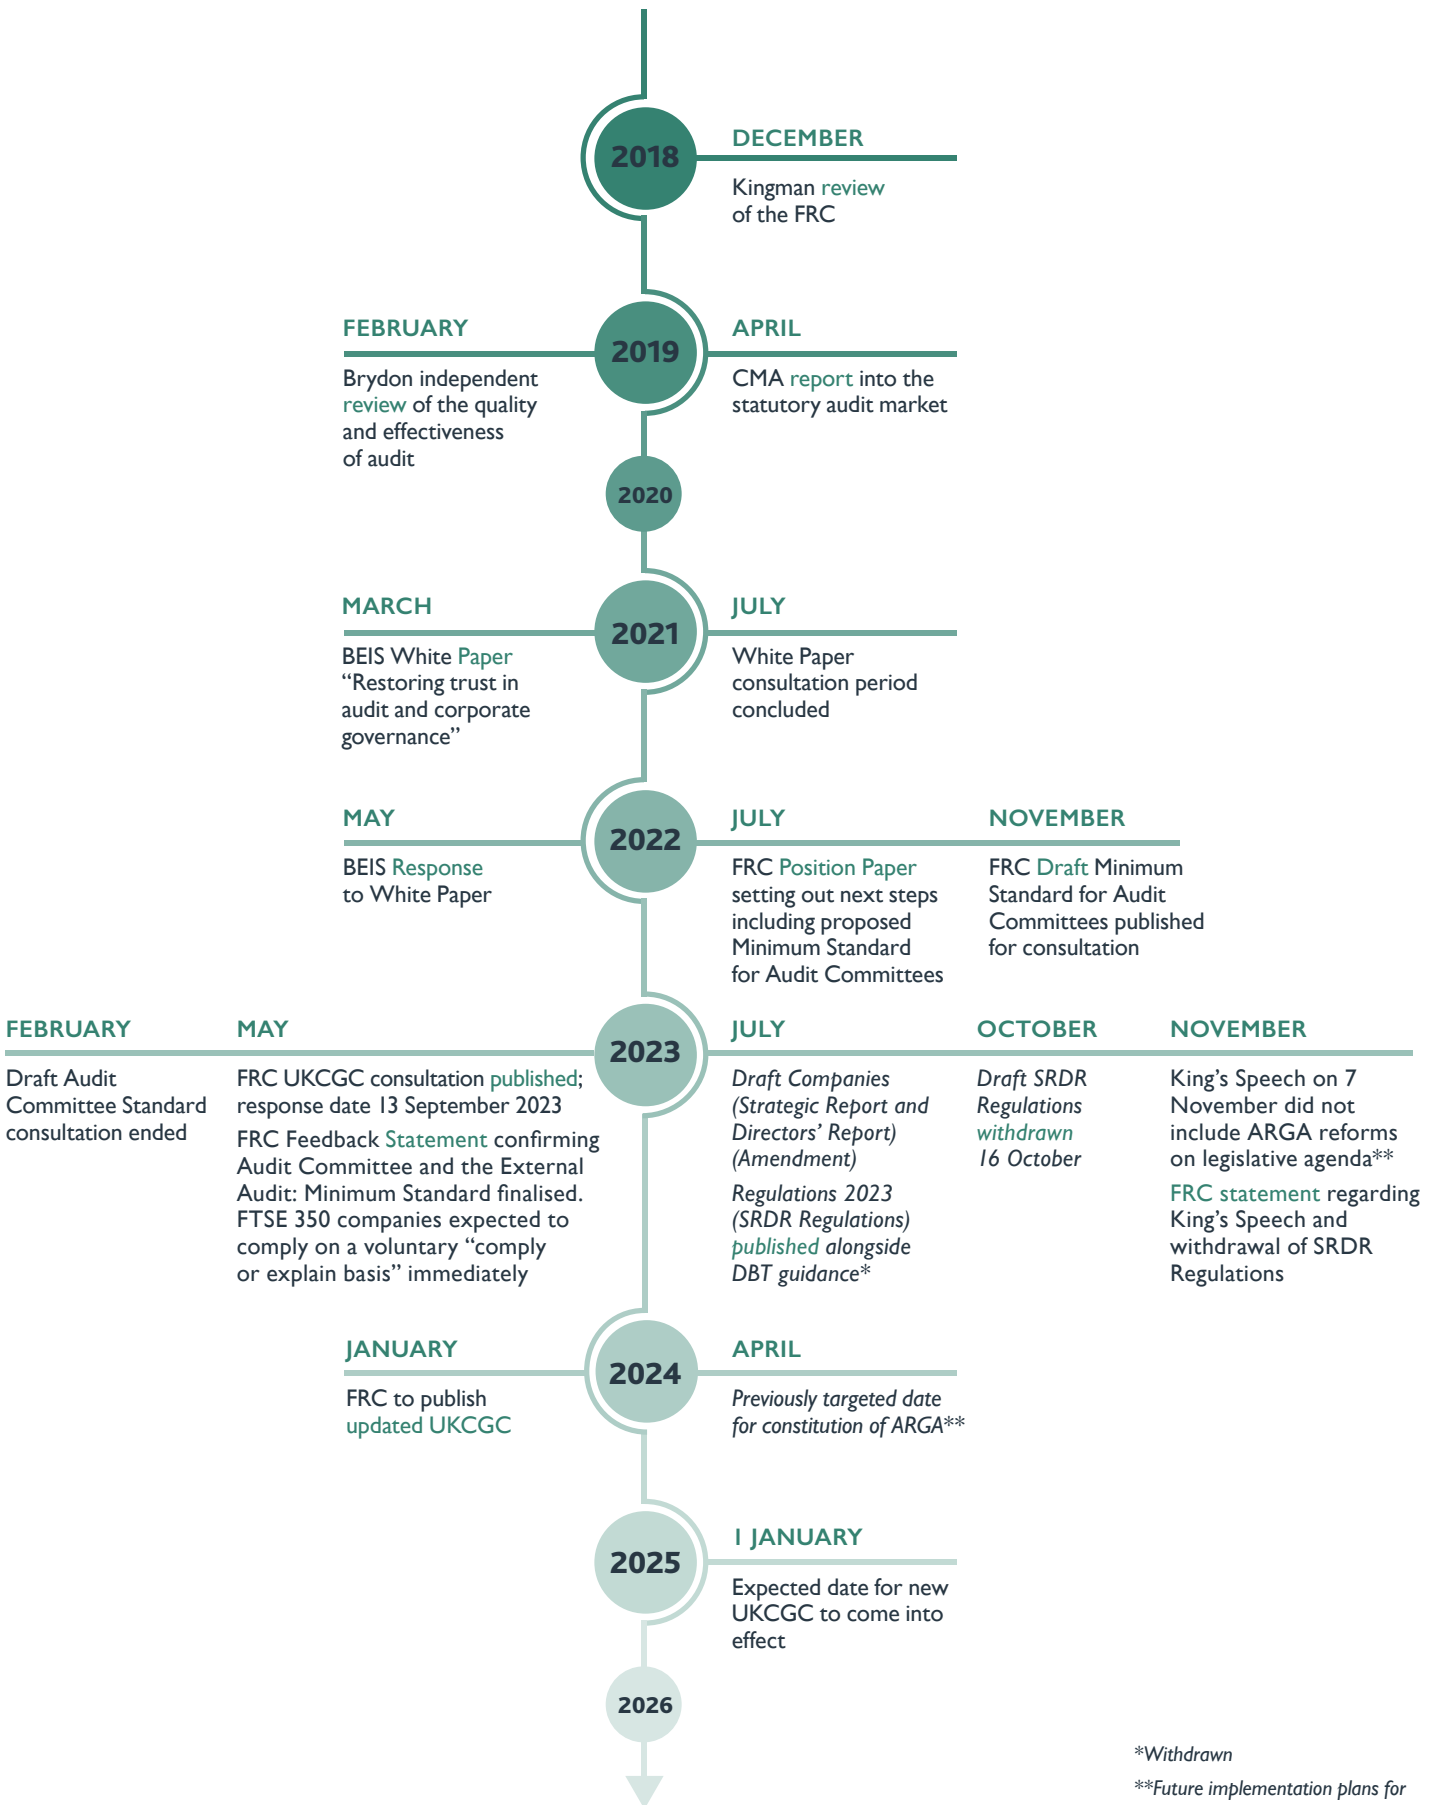 2018
DECEMBER
Kingman review
of the FRC
2019
FEBRUARY
Brydon independent
review of the quality
and effectiveness
of audit
APRIL
CMA report into the
statutory audit market
2020
2021
MARCH
BEIS White Paper
“Restoring trust in
audit and corporate
governance”
JULY
White Paper
consultation period
concluded
2022
MAY
BEIS Response
to White Paper
JULY
FRC Position Paper
setting out next steps
including proposed
Minimum Standard
for Audit Committees
NOVEMBER
FRC Draft Minimum
Standard for Audit
Committees published
for consultation
2023
FEBRUARY
Draft Audit
Committee Standard
consultation ended
MAY
FRC UKCGC consultation published;
response date 13 September 2023
FRC Feedback Statement confirming
Audit Committee and the External
Audit: Minimum Standard finalised.
FTSE 350 companies expected to
comply on a voluntary “comply
or explain basis” immediately
JULY
Draft Companies
(Strategic Report and
Directors’ Report)
(Amendment)
Regulations 2023
(SRDR Regulations)
published alongside
DBT guidance*
OCTOBER
Draft SRDR
Regulations
withdrawn
16 October
NOVEMBER
King’s Speech on 7
November did not
include ARGA reforms
on legislative agenda**
FRC statement regarding
King’s Speech and
withdrawal of SRDR
Regulations
2024
JANUARY
FRC to publish
updated UKCGC
APRIL
Previously targeted date
for constitution of ARGA**
2025
1 JANUARY
Expected date for new
UKCGC to come into
effect
2026
*Withdrawn
**Future implementation plans for